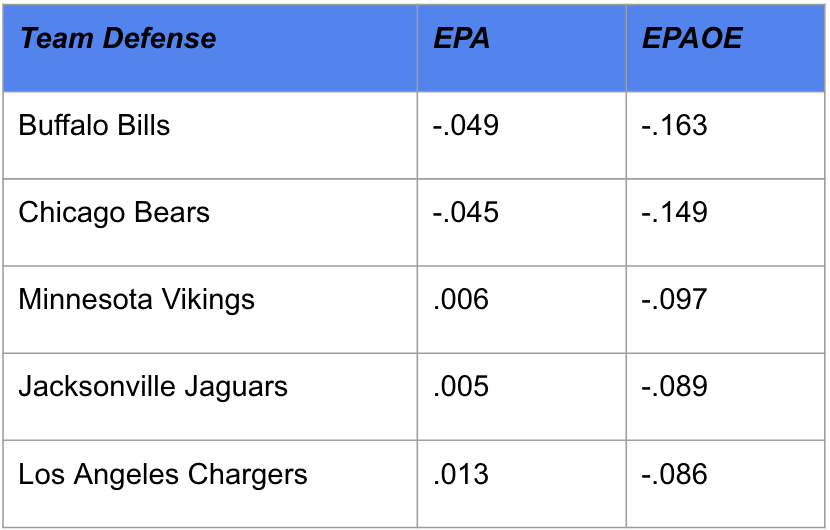 Team Defense EPA EPAOE
Buffalo Bills -.049 -.163
Chicago Bears -.045 -.149
Minnesota Vikings .006 -.097
Jacksonville Jaguars .005 -.089
Los Angeles Chargers .013 -.086